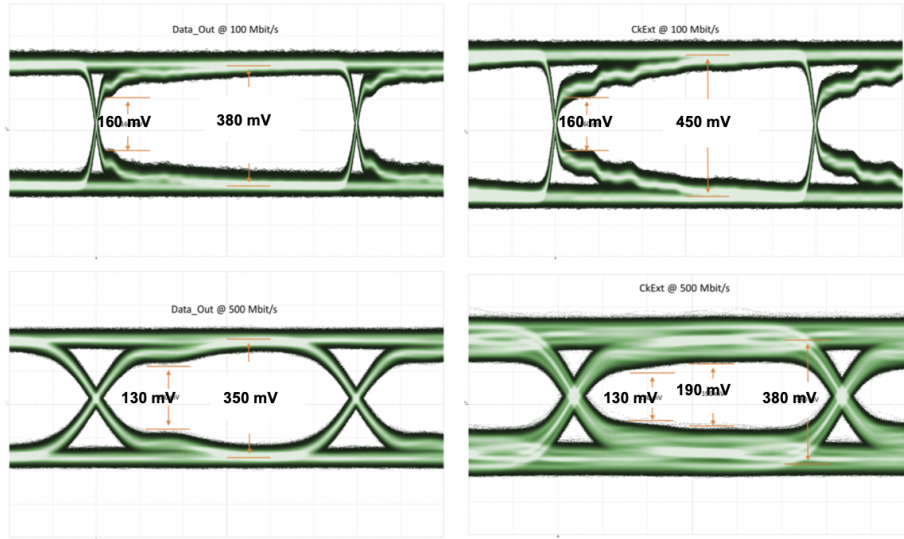 Data_Out @ 100 Mbit/s
160 mV
380 mV
CkExt @ 100 Mbit/s
160 mV
450 mV
Data_Out @ 500 Mbit/s
130 mV
350 mV
CkExt @ 500 Mbit/s
130 mV
190 mV
380 mV